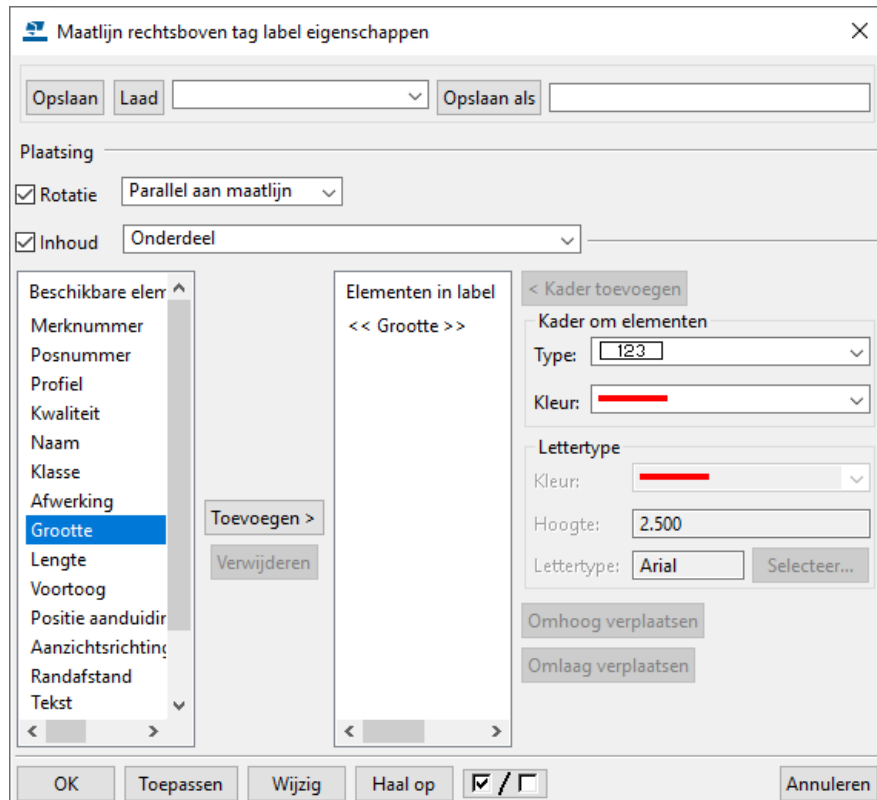 Maatlijn rechtsboven tag label eigenschappen
Opslaan Laad Opslaan als
Plaatsing
Rotatie Parallel aan maatlijn
Inhoud Onderdeel
Beschikbare elem
Merknummer
Posnummer
Profiel
Kwaliteit
Naam
Klasse
Afwerking
Grootte
Lengte
Voortoog
Positie aanduidin
Aanzichtsrichting
Randafstand
Tekst
Toevoegen >
Verwijderen
Elementen in label
<< Grootte >>
< Kader toevoegen
Kader om elementen
Type: 123
Kleur:
Lettertype
Kleur:
Hoogte: 2.500
Lettertype: Arial Selecteer...
Omhoog verplaatsen
Omlaag verplaatsen
OK Toepassen Wijzig Haal op / Annuleren